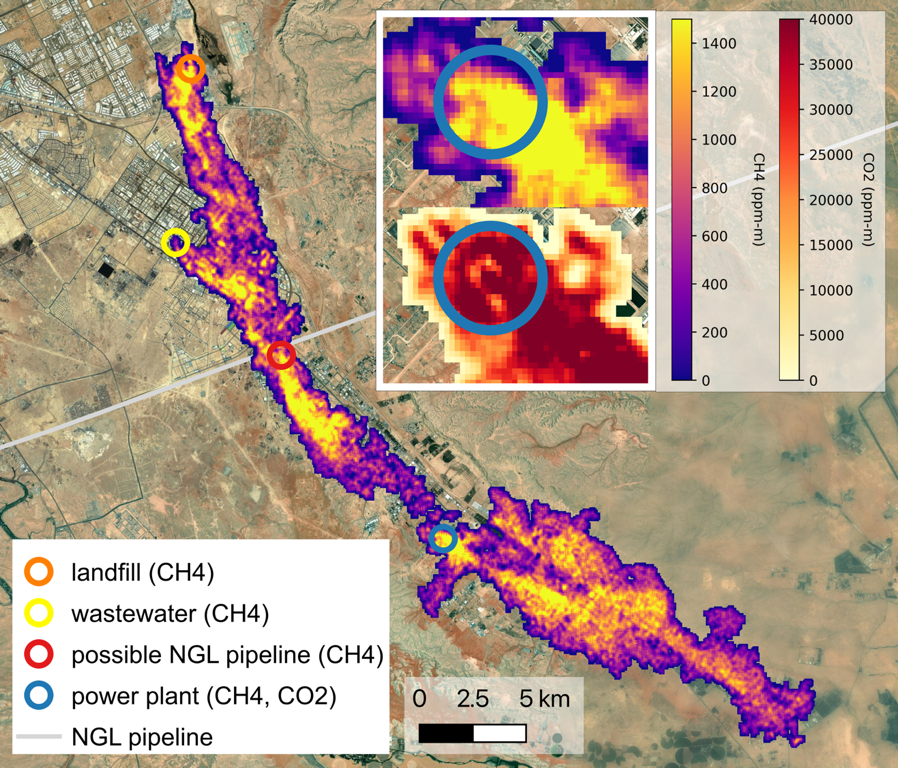 1400
1200
1000
800
600
400
200
0
CH4 (ppm-m)
40000
35000
30000
25000
20000
15000
10000
5000
0
CO2 (ppm-m)
landfill (CH4)
wastewater (CH4)
possible NGL pipeline (CH4)
power plant (CH4, CO2)
NGL pipeline
0 2.5 5 km